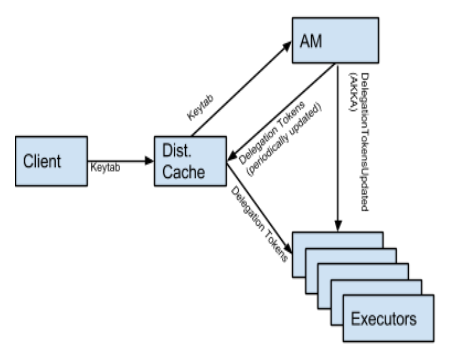 AM
Keytab
DelegationTokensUpdated
(AKKA)
Delegation Tokens
(periodically updated)
Client
Keytab
Dist.
Cache
Delegation Tokens
Executors